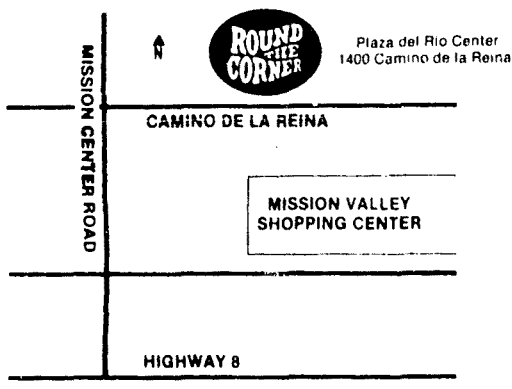 ROUND
THE
CORNER
Plaza del Rio Center
1400 Camino de la Reina
N
MISSION CENTER ROAD
CAMINO DE LA REINA
MISSION VALLEY
SHOPPING CENTER
HIGHWAY 8